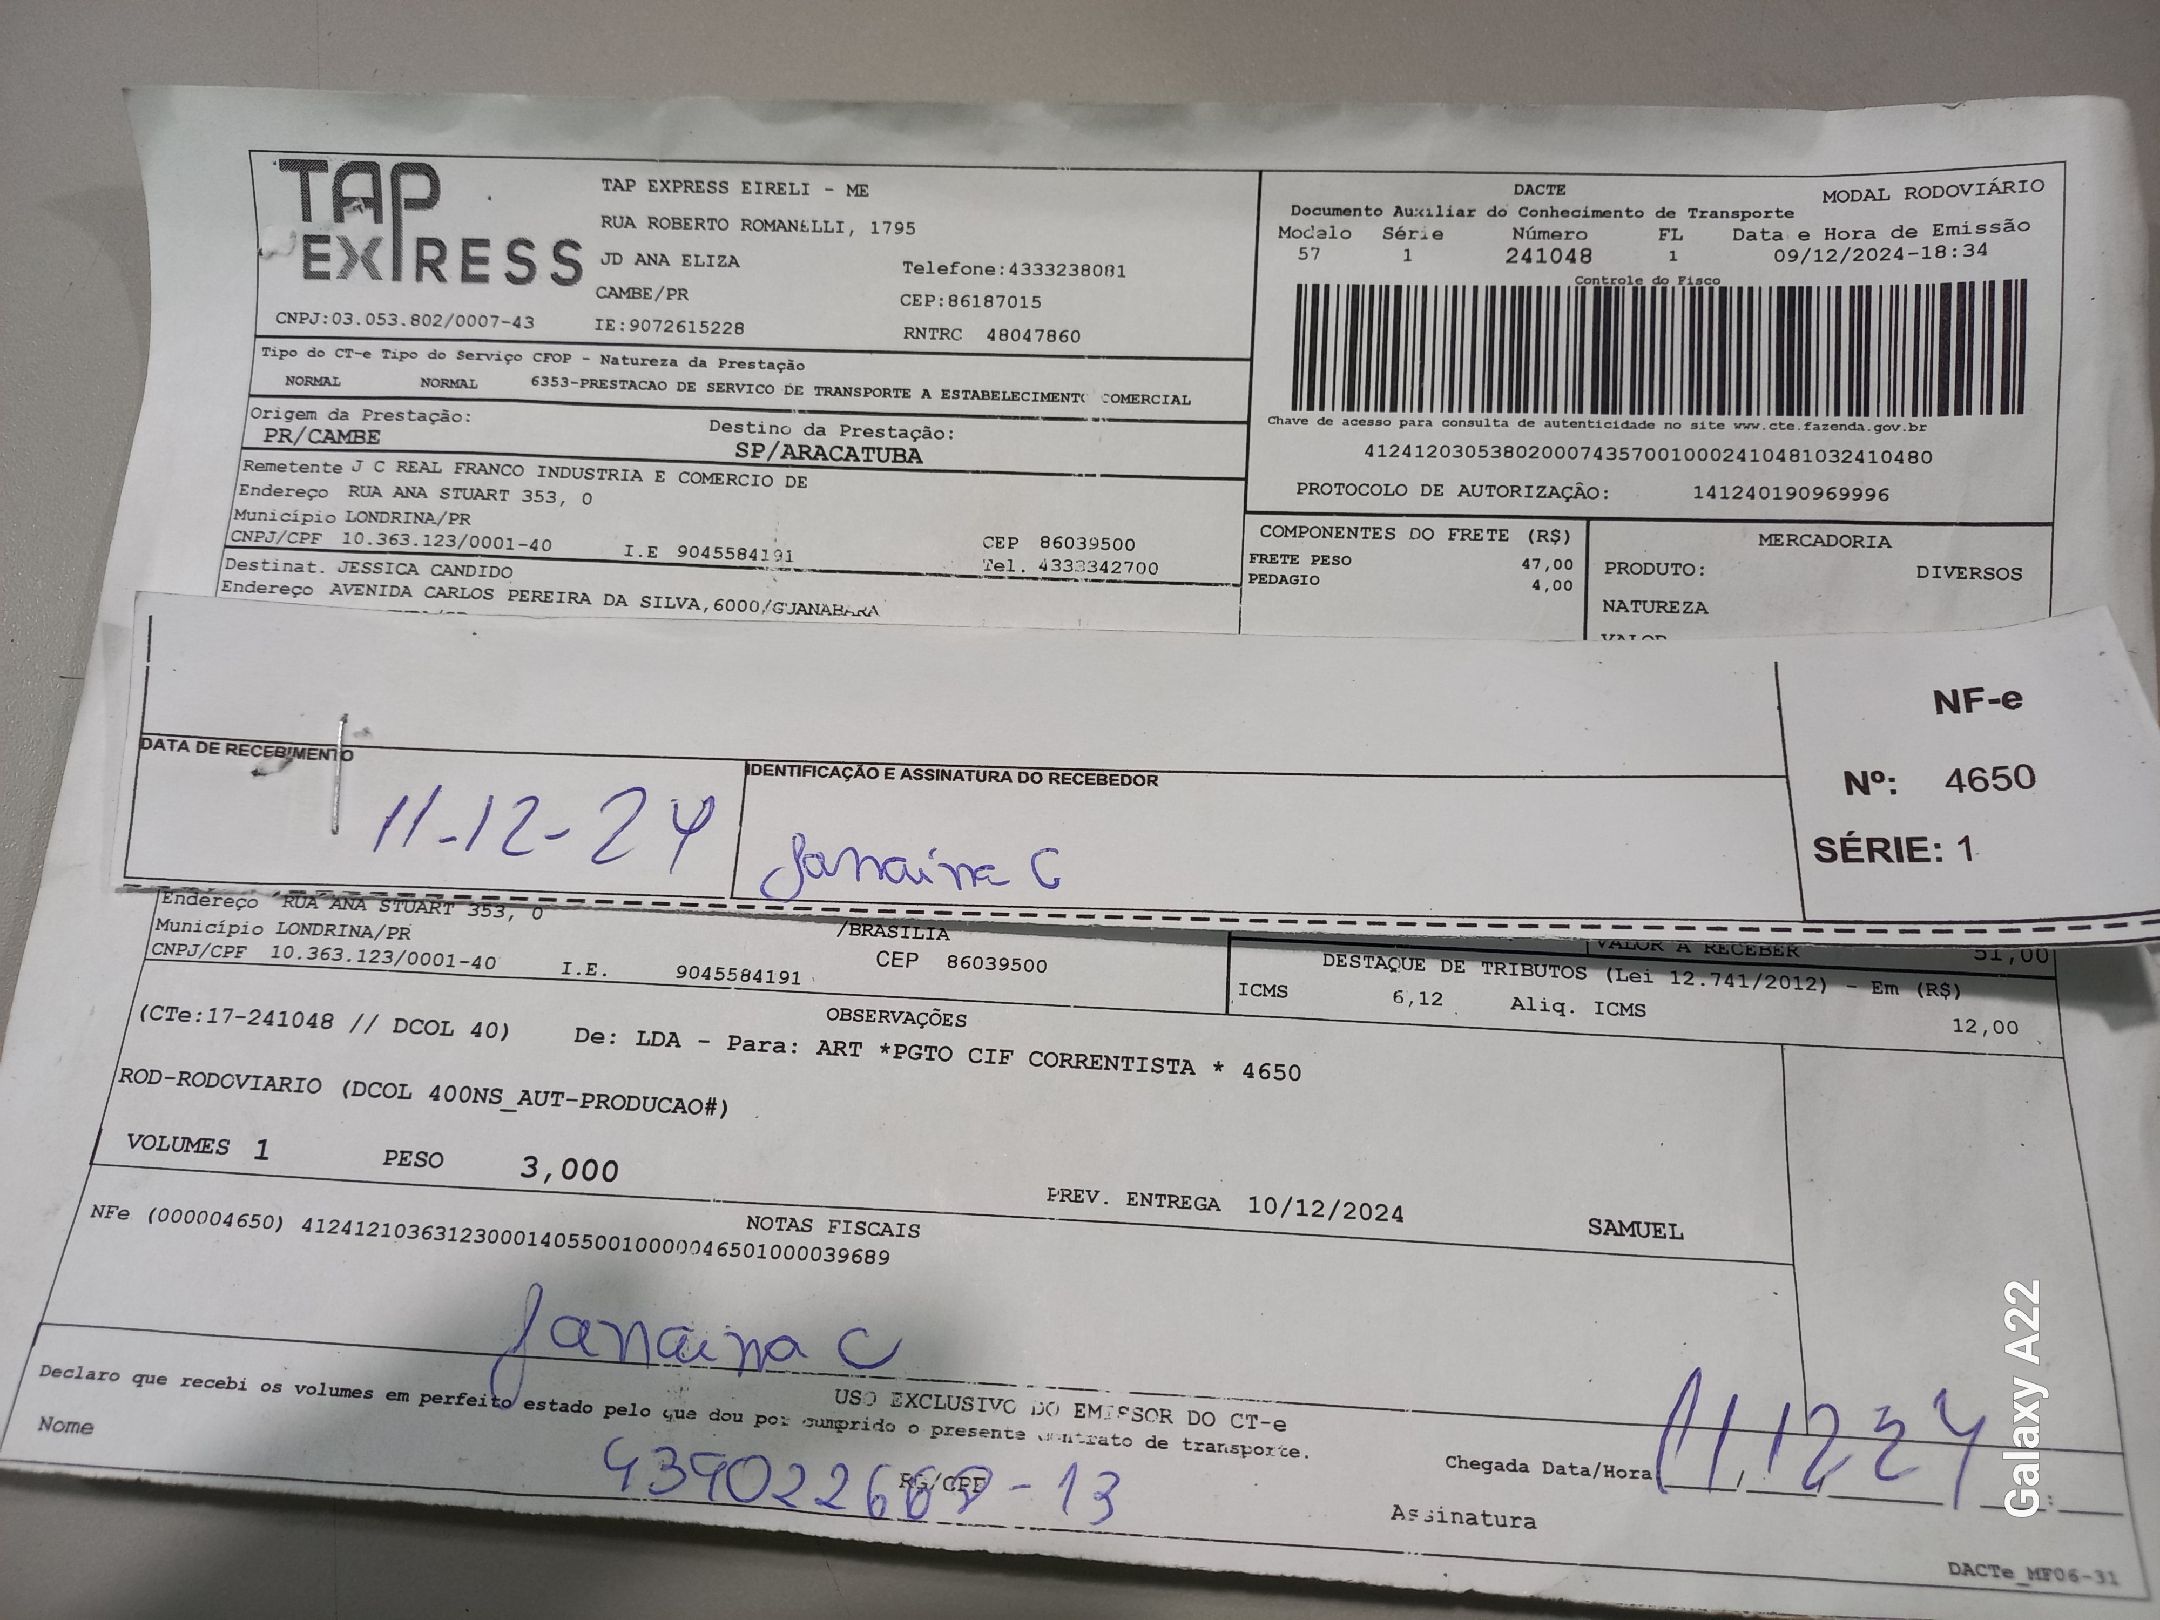 TAP EXPRESS
TAP EXPRESS EIRELI - ME
RUA ROBERTO ROMANELLI, 1795
JD ANA ELIZA
Telefone:4333238081
CAMBE/PR
CEP:86187015
CNPJ:03.053.802/0007-43
IE:9072615228
RNTRC 48047860
DACTE
MODAL RODOVIÁRIO
Documento Auxiliar do Conhecimento de Transporte
Modelo Série Número FL Data e Hora de Emissão
57 1 241048 1 09/12/2024-18:34
Controle do Fisco
Chave de acesso para consulta de autenticidade no site www.cte.fazenda.gov.br
41241203053802000743570010002410481032410480
PROTOCOLO DE AUTORIZAÇÃO: 141240190969996
Tipo do CT-e Tipo do Serviço CFOP - Natureza da Prestação
NORMAL NORMAL 6353-PRESTACAO DE SERVICO DE TRANSPORTE A ESTABELECIMENTO COMERCIAL
Origem da Prestação:
PR/CAMBE
Destino da Prestação:
SP/ARACATUBA
Remetente J C REAL FRANCO INDUSTRIA E COMERCIO DE
Endereço RUA ANA STUART 353, 0
Município LONDRINA/PR
CNPJ/CPF 10.363.123/0001-40 I.E 9045584191
CEP 86039500
Tel. 4333342700
Destinat. JESSICA CANDIDO
Endereço AVENIDA CARLOS PEREIRA DA SILVA,6000/GUANABARA
COMPONENTES DO FRETE (R$)
FRETE PESO 47,00
PEDAGIO 4,00
MERCADORIA
PRODUTO: DIVERSOS
NATUREZA
VALOR
DATA DE RECEBIMENTO
11-12-24
IDENTIFICAÇÃO E ASSINATURA DO RECEBEDOR
Janaina C
NF-e
Nº: 4650
SÉRIE: 1
Endereço RUA ANA STUART 353, 0
Município LONDRINA/PR
/BRASILIA
CNPJ/CPF 10.363.123/0001-40 I.E. 9045584191
CEP 86039500
VALOR A RECEBER 51,00
DESTAQUE DE TRIBUTOS (Lei 12.741/2012) - Em (R$)
ICMS 6,12 Aliq. ICMS 12,00
OBSERVAÇÕES
(CTe:17-241048 // DCOL 40) De: LDA - Para: ART *PGTO CIF CORRENTISTA * 4650
ROD-RODOVIARIO (DCOL 400NS_AUT-PRODUCAO#)
VOLUMES 1 PESO 3,000
PREV. ENTREGA 10/12/2024 SAMUEL
NOTAS FISCAIS
NFe (000004650) 41241210363123000140550010000046501000039689
Janaina C
USO EXCLUSIVO DO EMISSOR DO CT-e
Declaro que recebi os volumes em perfeito estado pelo que dou por cumprido o presente contrato de transporte.
Nome
RG/CPF
Chegada Data/Hora
11 12 24
Assinatura
DACTe_MF06-31
Galaxy A22